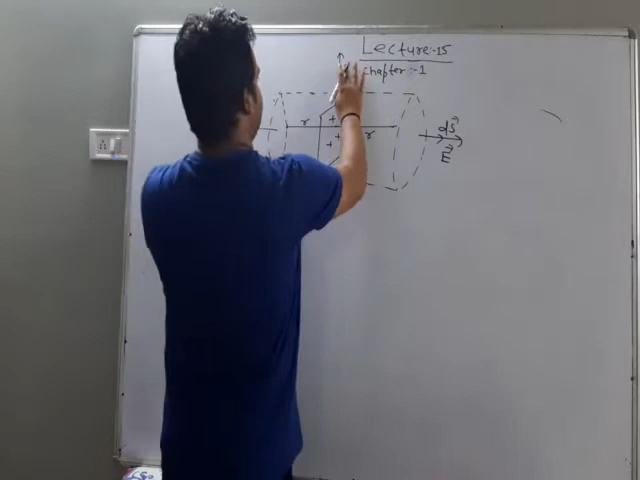 Lecture:-15
Chapter :-1
r
+
r
+ +
ds
E